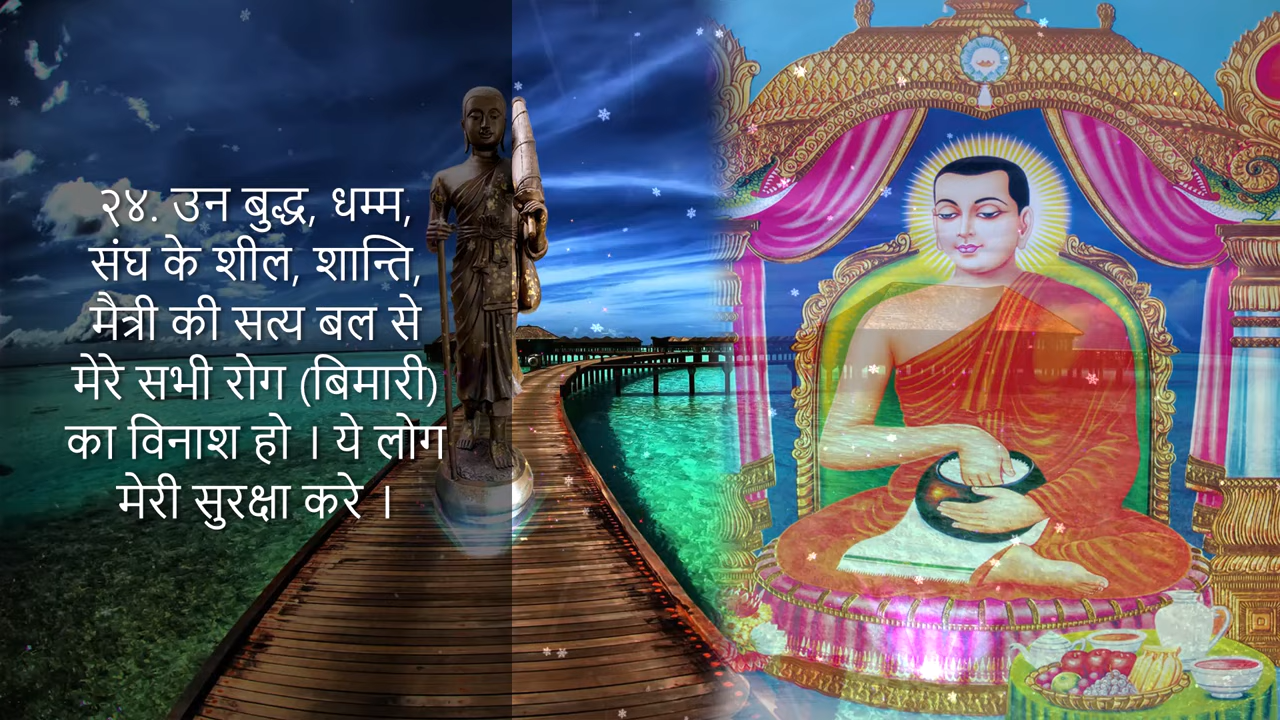 २४. उन बुद्ध, धम्म,
संघ के शील, शान्ति,
मैत्री की सत्य बल से
मेरे सभी रोग (बिमारी)
का विनाश हो । ये लोग
मेरी सुरक्षा करे ।